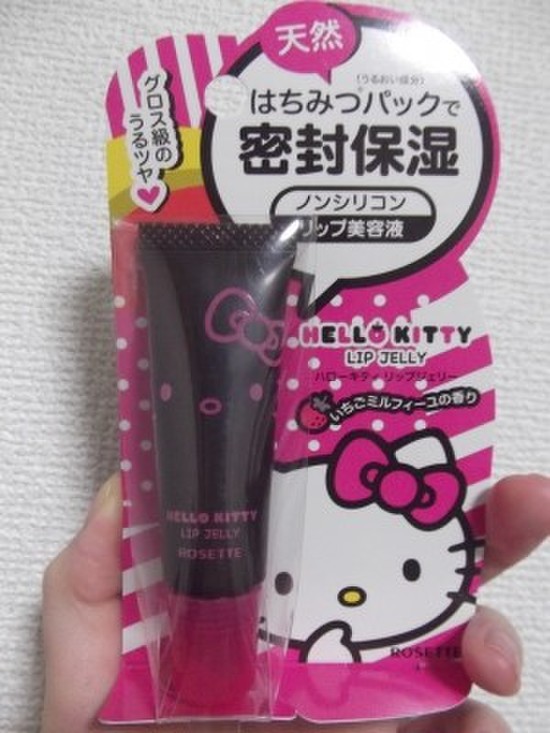 天然
(うるおい成分)
はちみつパックで
密封保湿
グロス級の
うるツヤ
ノンシリコン
リップ美容液
HELLO KITTY
LIP JELLY
ハローキティ リップジェリー
いちごミルフィーユの香り
HELLO KITTY
LIP JELLY
ROSETTE
ROSETTE